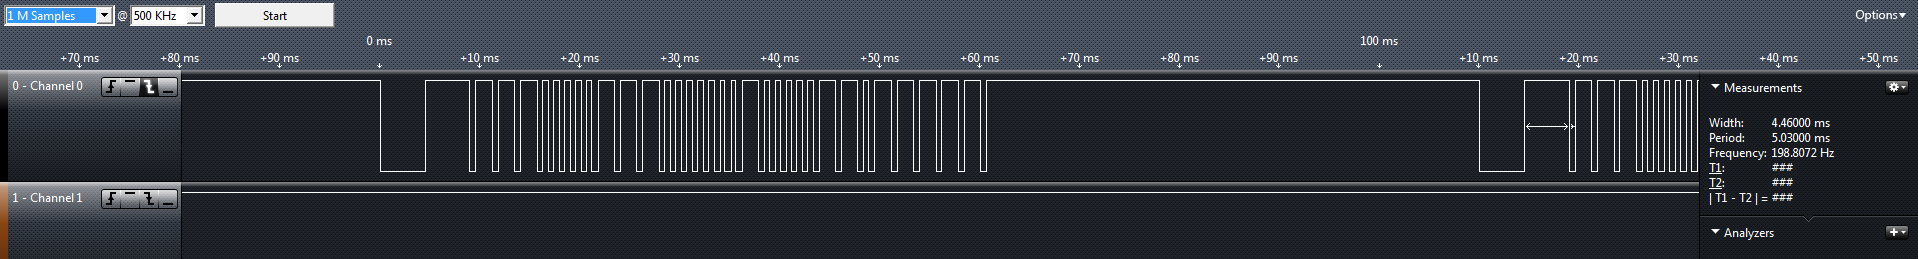 1 M Samples @ 500 KHz Start Options
0 ms 100 ms
+70 ms +80 ms +90 ms +10 ms +20 ms +30 ms +40 ms +50 ms +60 ms +70 ms +80 ms +90 ms +10 ms +20 ms +30 ms +40 ms +50 ms
0 - Channel 0
Measurements
Width: 4.46000 ms
Period: 5.03000 ms
Frequency: 198.8072 Hz
T1: ###
T2: ###
| T1 - T2 | = ###
1 - Channel 1
Analyzers